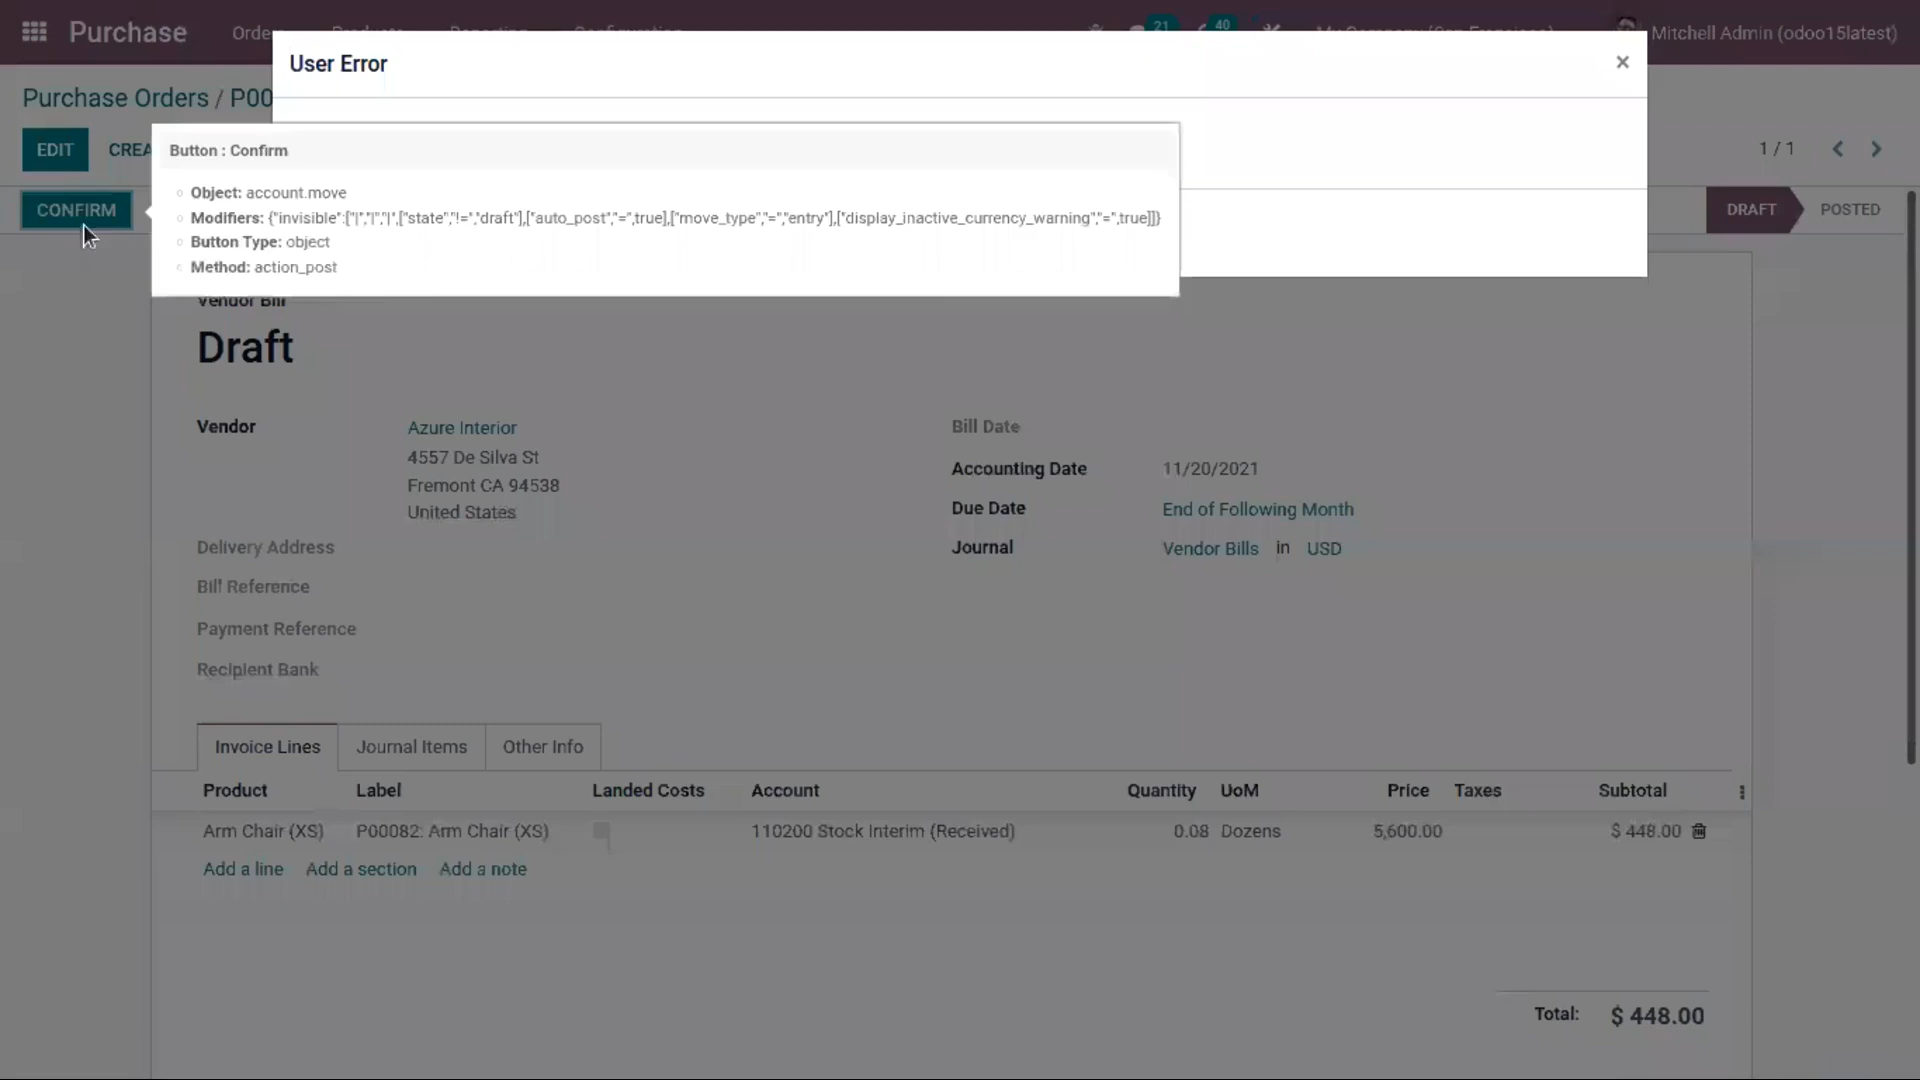 Purchase
21
40
Mitchell Admin (odoo15latest)
User Error
×
Purchase Orders / P00
EDIT
CREA
1 / 1
CONFIRM
DRAFT
POSTED
Button : Confirm
Object: account.move
Modifiers: {"invisible":["|","|","|",["state","!=","draft"],["auto_post","=",true],["move_type","=","entry"],["display_inactive_currency_warning","=",true]]}
Button Type: object
Method: action_post
Vendor Bill
Draft
Vendor
Azure Interior
4557 De Silva St
Fremont CA 94538
United States
Delivery Address
Bill Reference
Payment Reference
Recipient Bank
Bill Date
Accounting Date
11/20/2021
Due Date
End of Following Month
Journal
Vendor Bills in USD
Invoice Lines
Journal Items
Other Info
Product Label Landed Costs Account Quantity UoM Price Taxes Subtotal
Arm Chair (XS) P00082: Arm Chair (XS) 110200 Stock Interim (Received) 0.08 Dozens 5,600.00 $ 448.00
Add a line Add a section Add a note
Total: $ 448.00